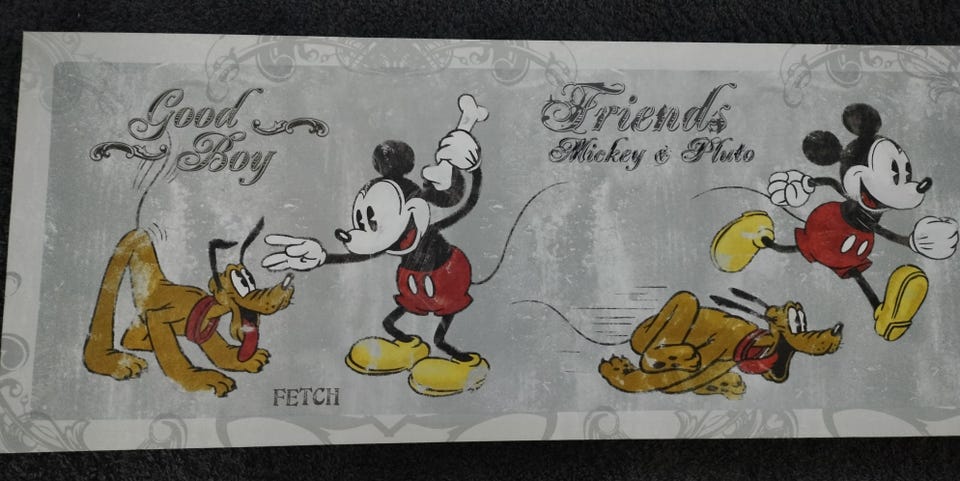 Good
Boy
FETCH
Friends
Mickey & Pluto